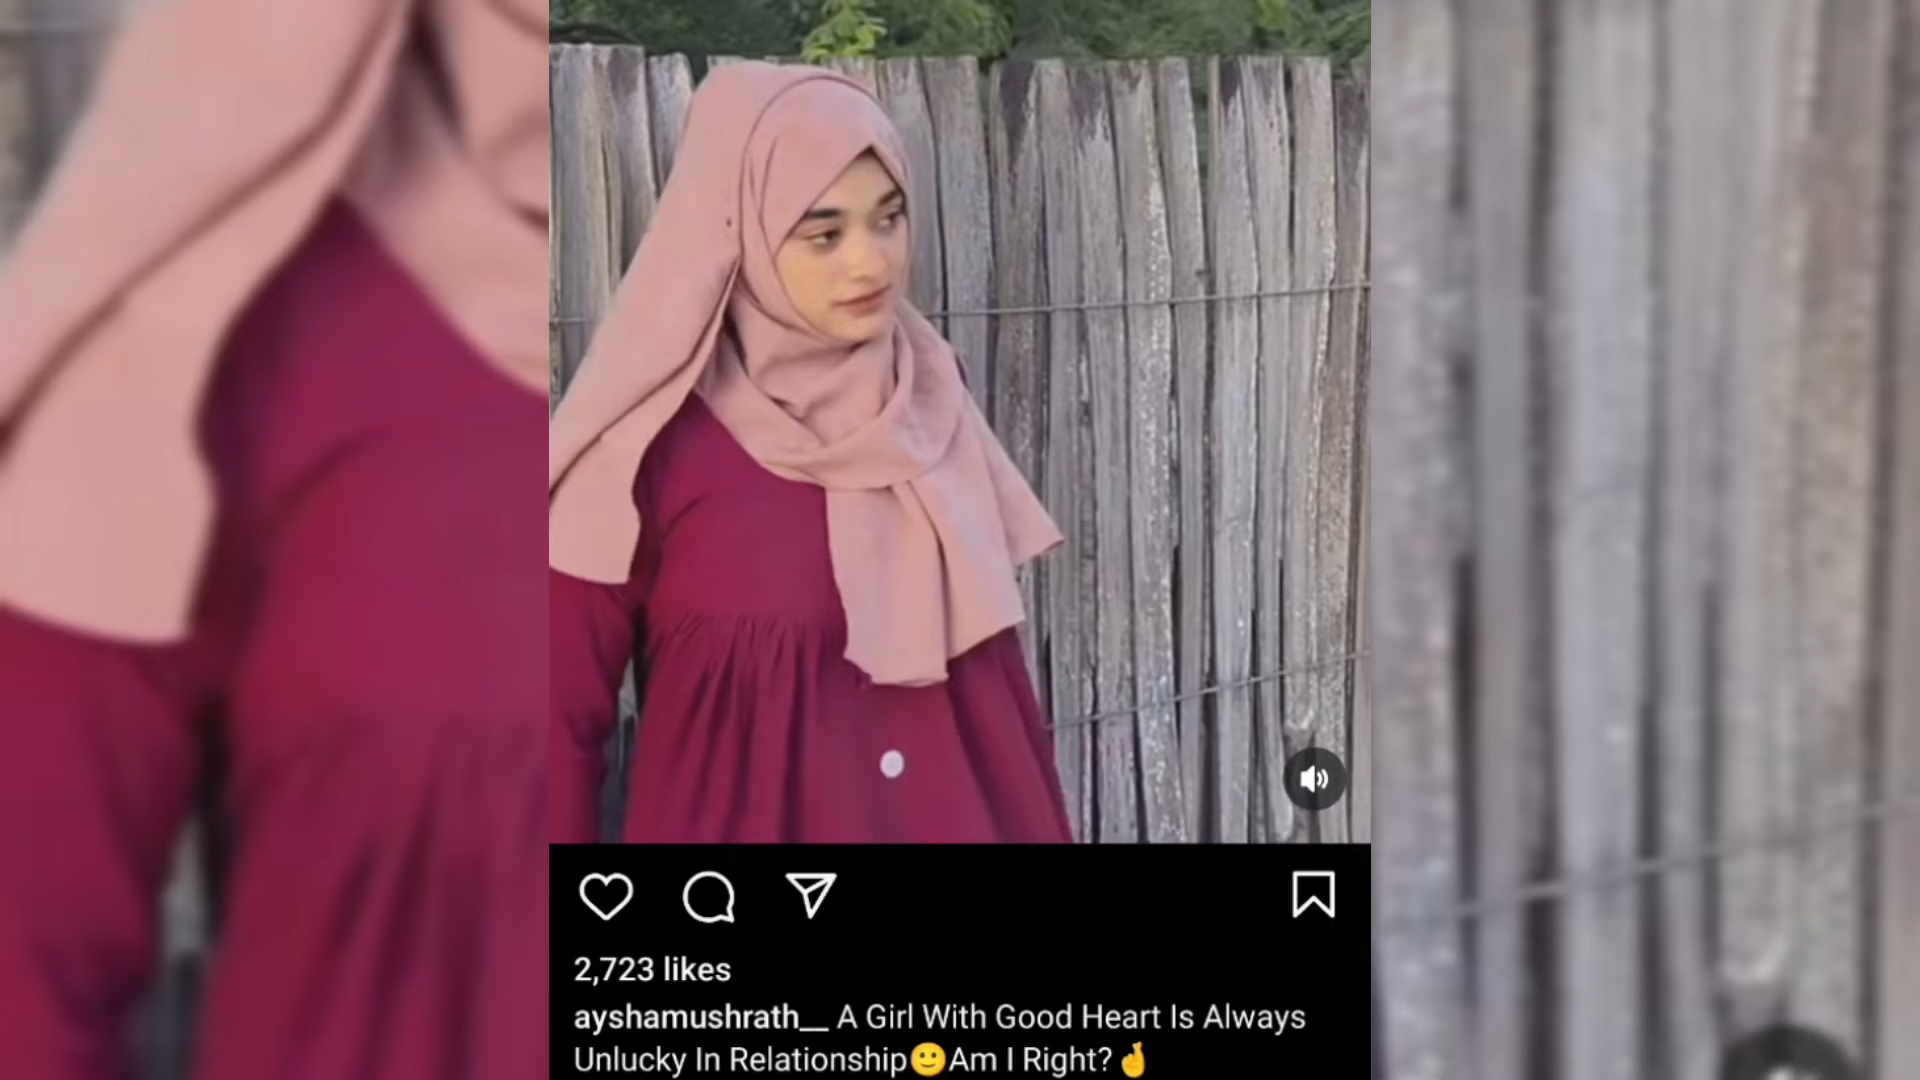 2,723 likes
ayshamushrath__ A Girl With Good Heart Is Always
Unlucky In Relationship🙂Am I Right?🤞